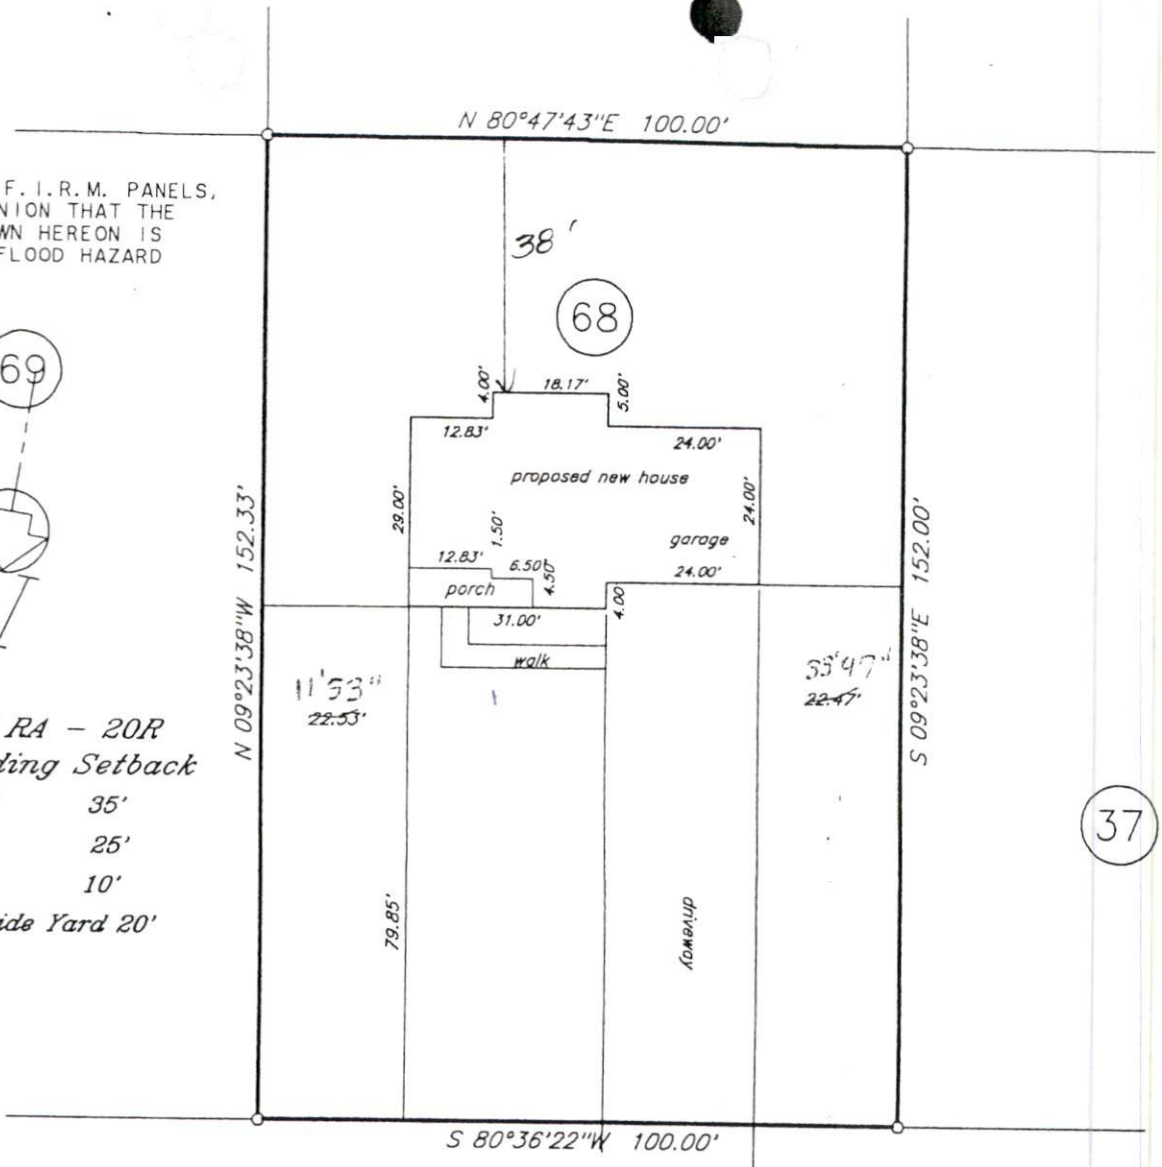 N 80°47'43"E 100.00'
F.I.R.M. PANELS,
NION THAT THE
WN HEREON IS
FLOOD HAZARD
38'
68
69
4.00'
18.17'
5.00'
12.83'
24.00'
proposed new house
29.00'
1.50'
24.00'
garage
12.83'
6.50'
4.50'
24.00'
porch
31.00'
4.00'
walk
N 09°23'38"W 152.33'
S 09°23'38"E 152.00'
11'53"
22.53'
33'47"
22.47'
RA - 20R
ding Setback
35'
25'
10'
ide Yard 20'
37
79.85'
driveway
S 80°36'22"W 100.00'